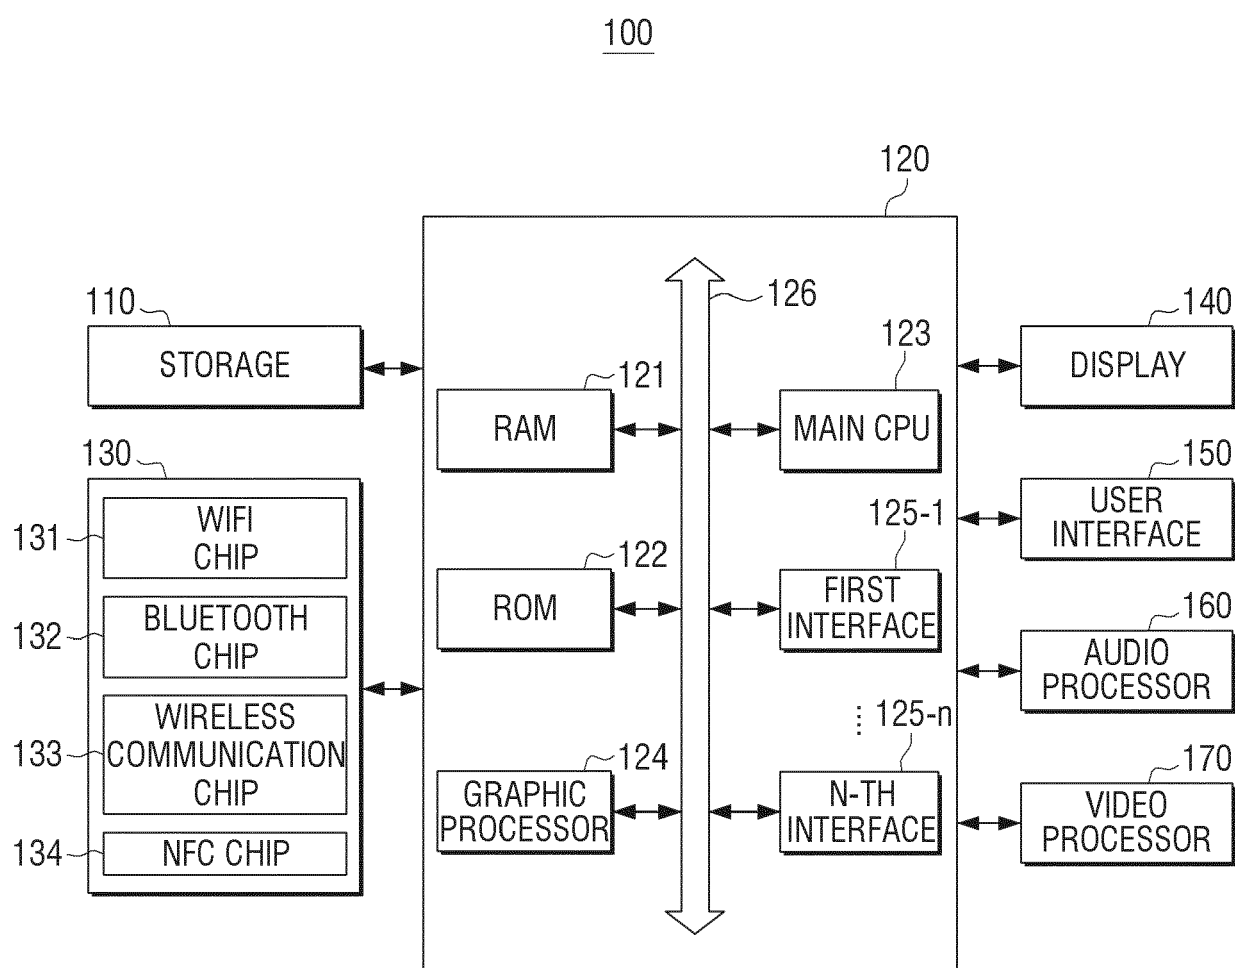 100
120
110
STORAGE
130
131
WIFI
CHIP
132
BLUETOOTH
CHIP
133
WIRELESS
COMMUNICATION
CHIP
134
NFC CHIP
126
121
RAM
122
ROM
124
GRAPHIC
PROCESSOR
123
MAIN CPU
125-1
FIRST
INTERFACE
⋮
125-n
N-TH
INTERFACE
140
DISPLAY
150
USER
INTERFACE
160
AUDIO
PROCESSOR
170
VIDEO
PROCESSOR